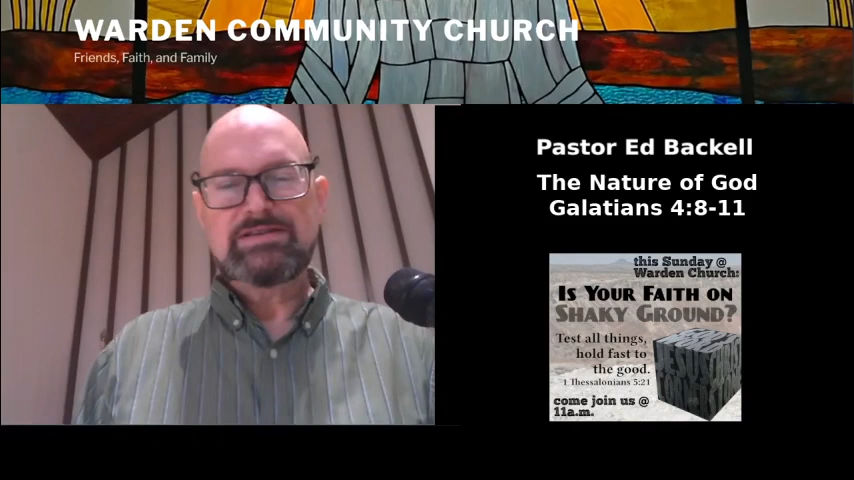 WARDEN COMMUNITY CHURCH
Friends, Faith, and Family
Pastor Ed Backell
The Nature of God
Galatians 4:8-11
this Sunday @
Warden Church:
IS YOUR FAITH ON
SHAKY GROUND?
Test all things,
hold fast to
the good.
1 Thessalonians 5:21
come join us @
11a.m.